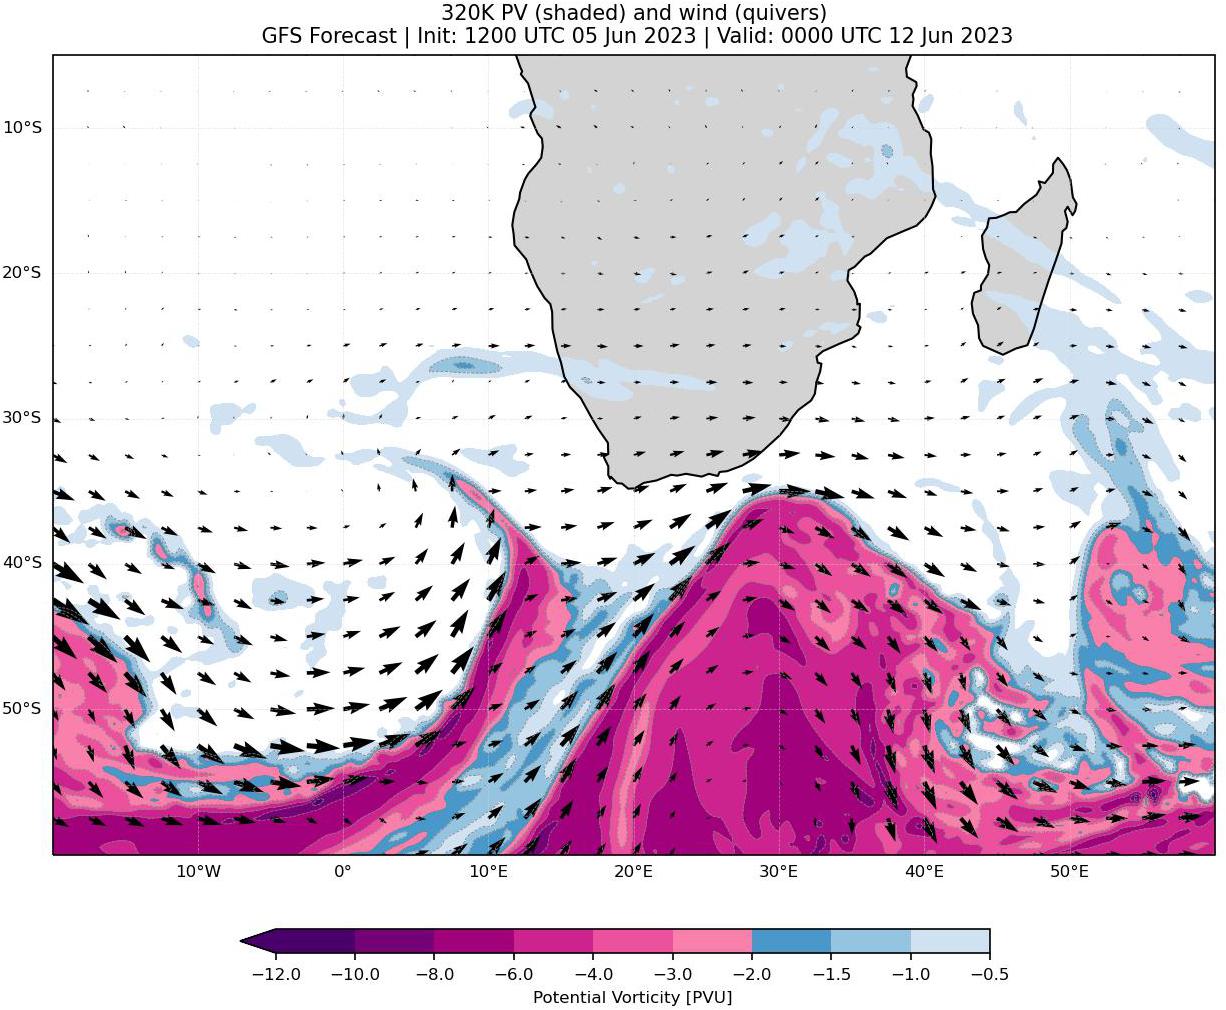 320K PV (shaded) and wind (quivers)
GFS Forecast | Init: 1200 UTC 05 Jun 2023 | Valid: 0000 UTC 12 Jun 2023
10°S
20°S
30°S
40°S
50°S
10°W 0° 10°E 20°E 30°E 40°E 50°E
−12.0 −10.0 −8.0 −6.0 −4.0 −3.0 −2.0 −1.5 −1.0 −0.5
Potential Vorticity [PVU]